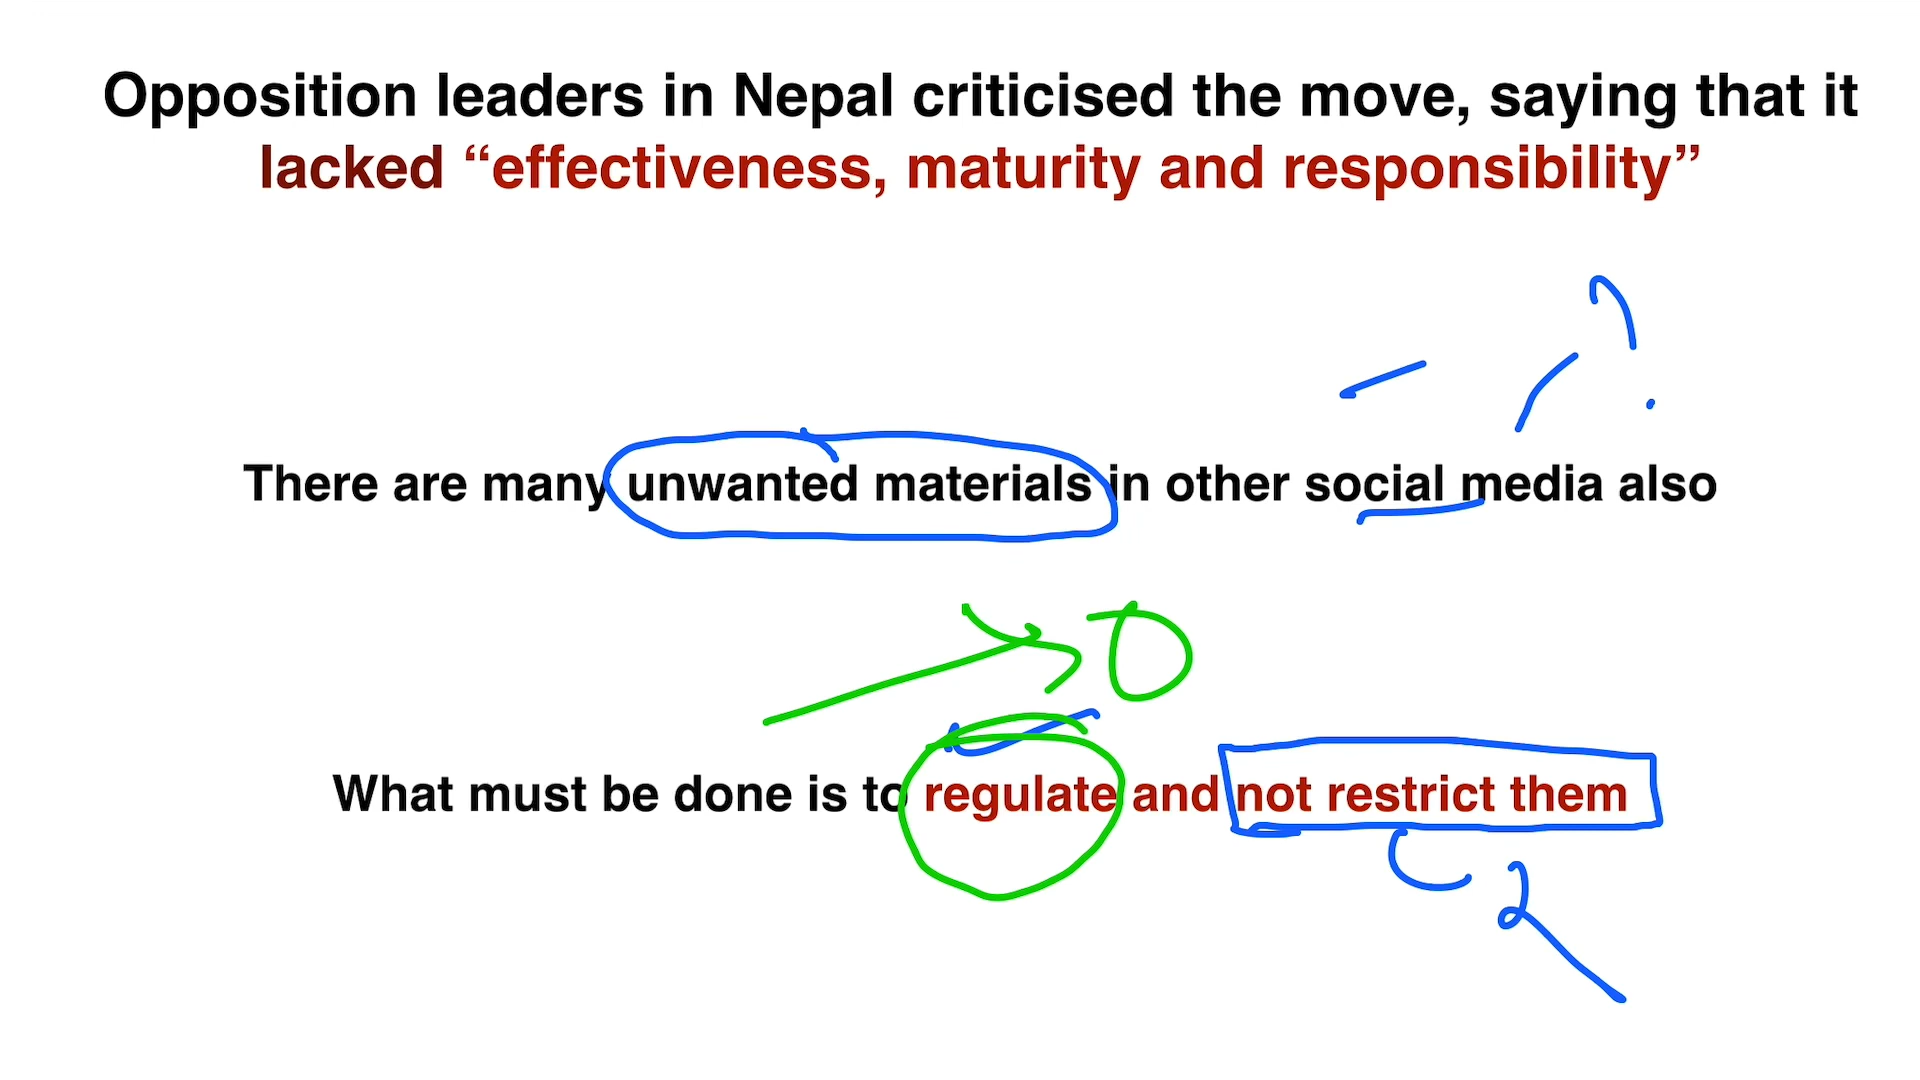 Opposition leaders in Nepal criticised the move, saying that it
lacked “effectiveness, maturity and responsibility”
There are many unwanted materials in other social media also
What must be done is to regulate and not restrict them